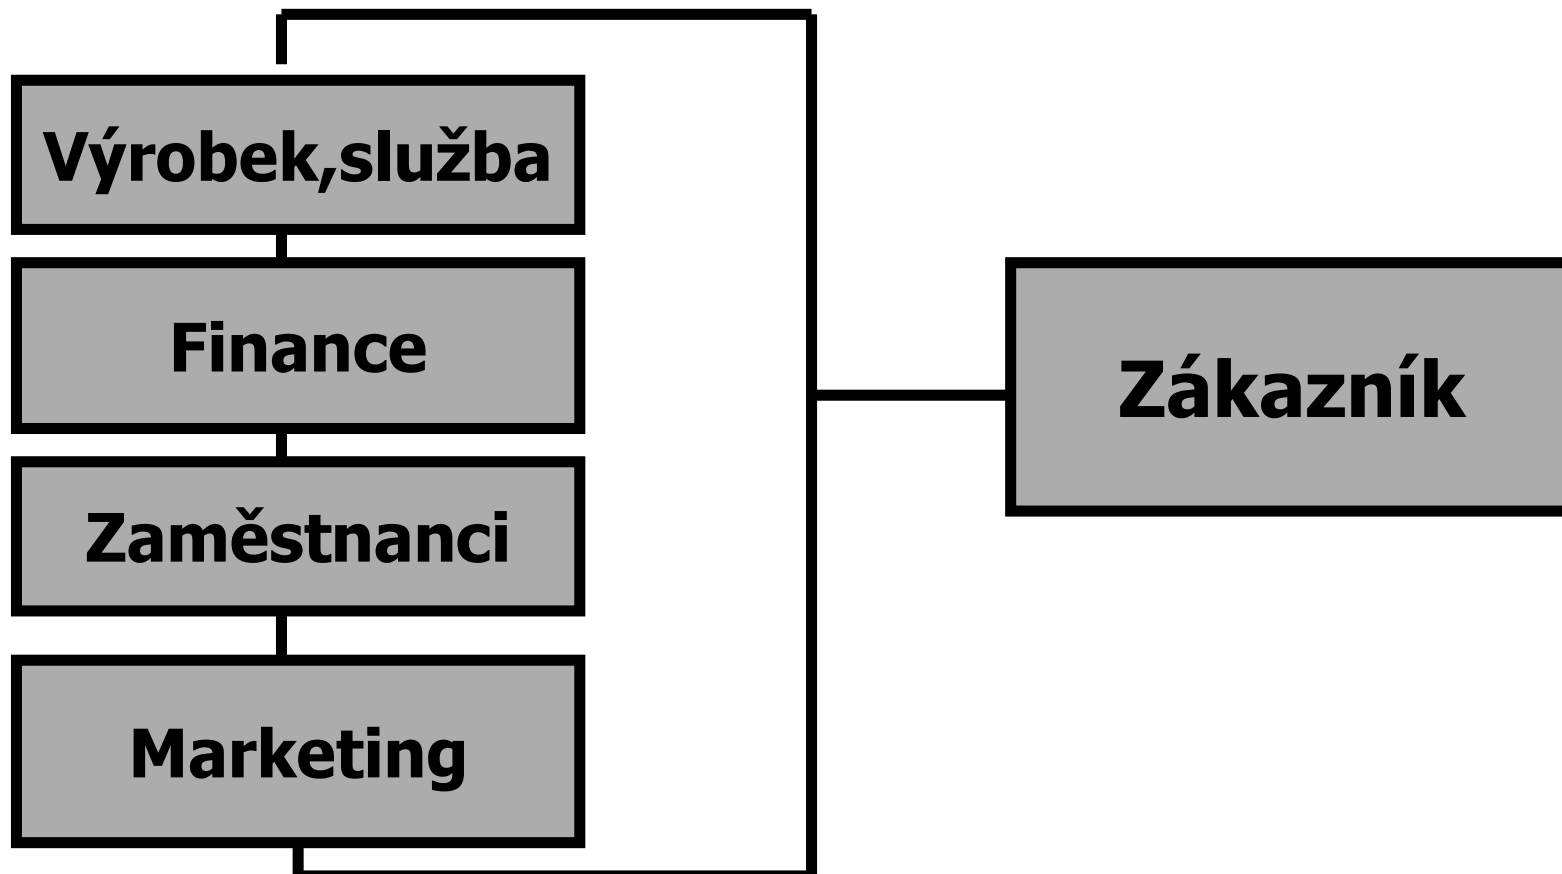 Výrobek,služba
Finance
Zaměstnanci
Marketing
Zákazník